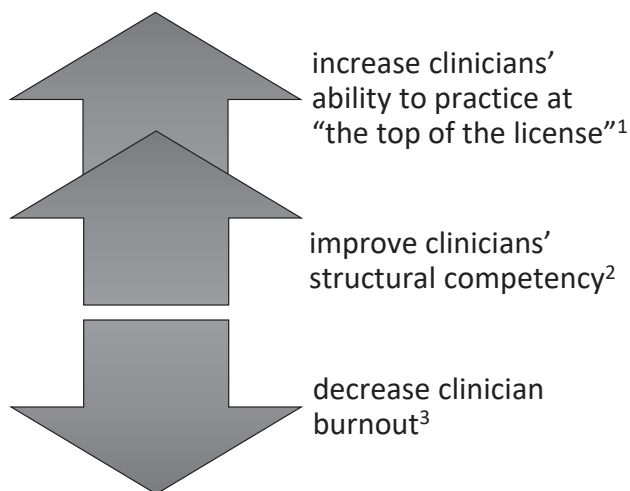 increase clinicians’
ability to practice at
“the top of the license”1
improve clinicians’
structural competency2
decrease clinician
burnout3